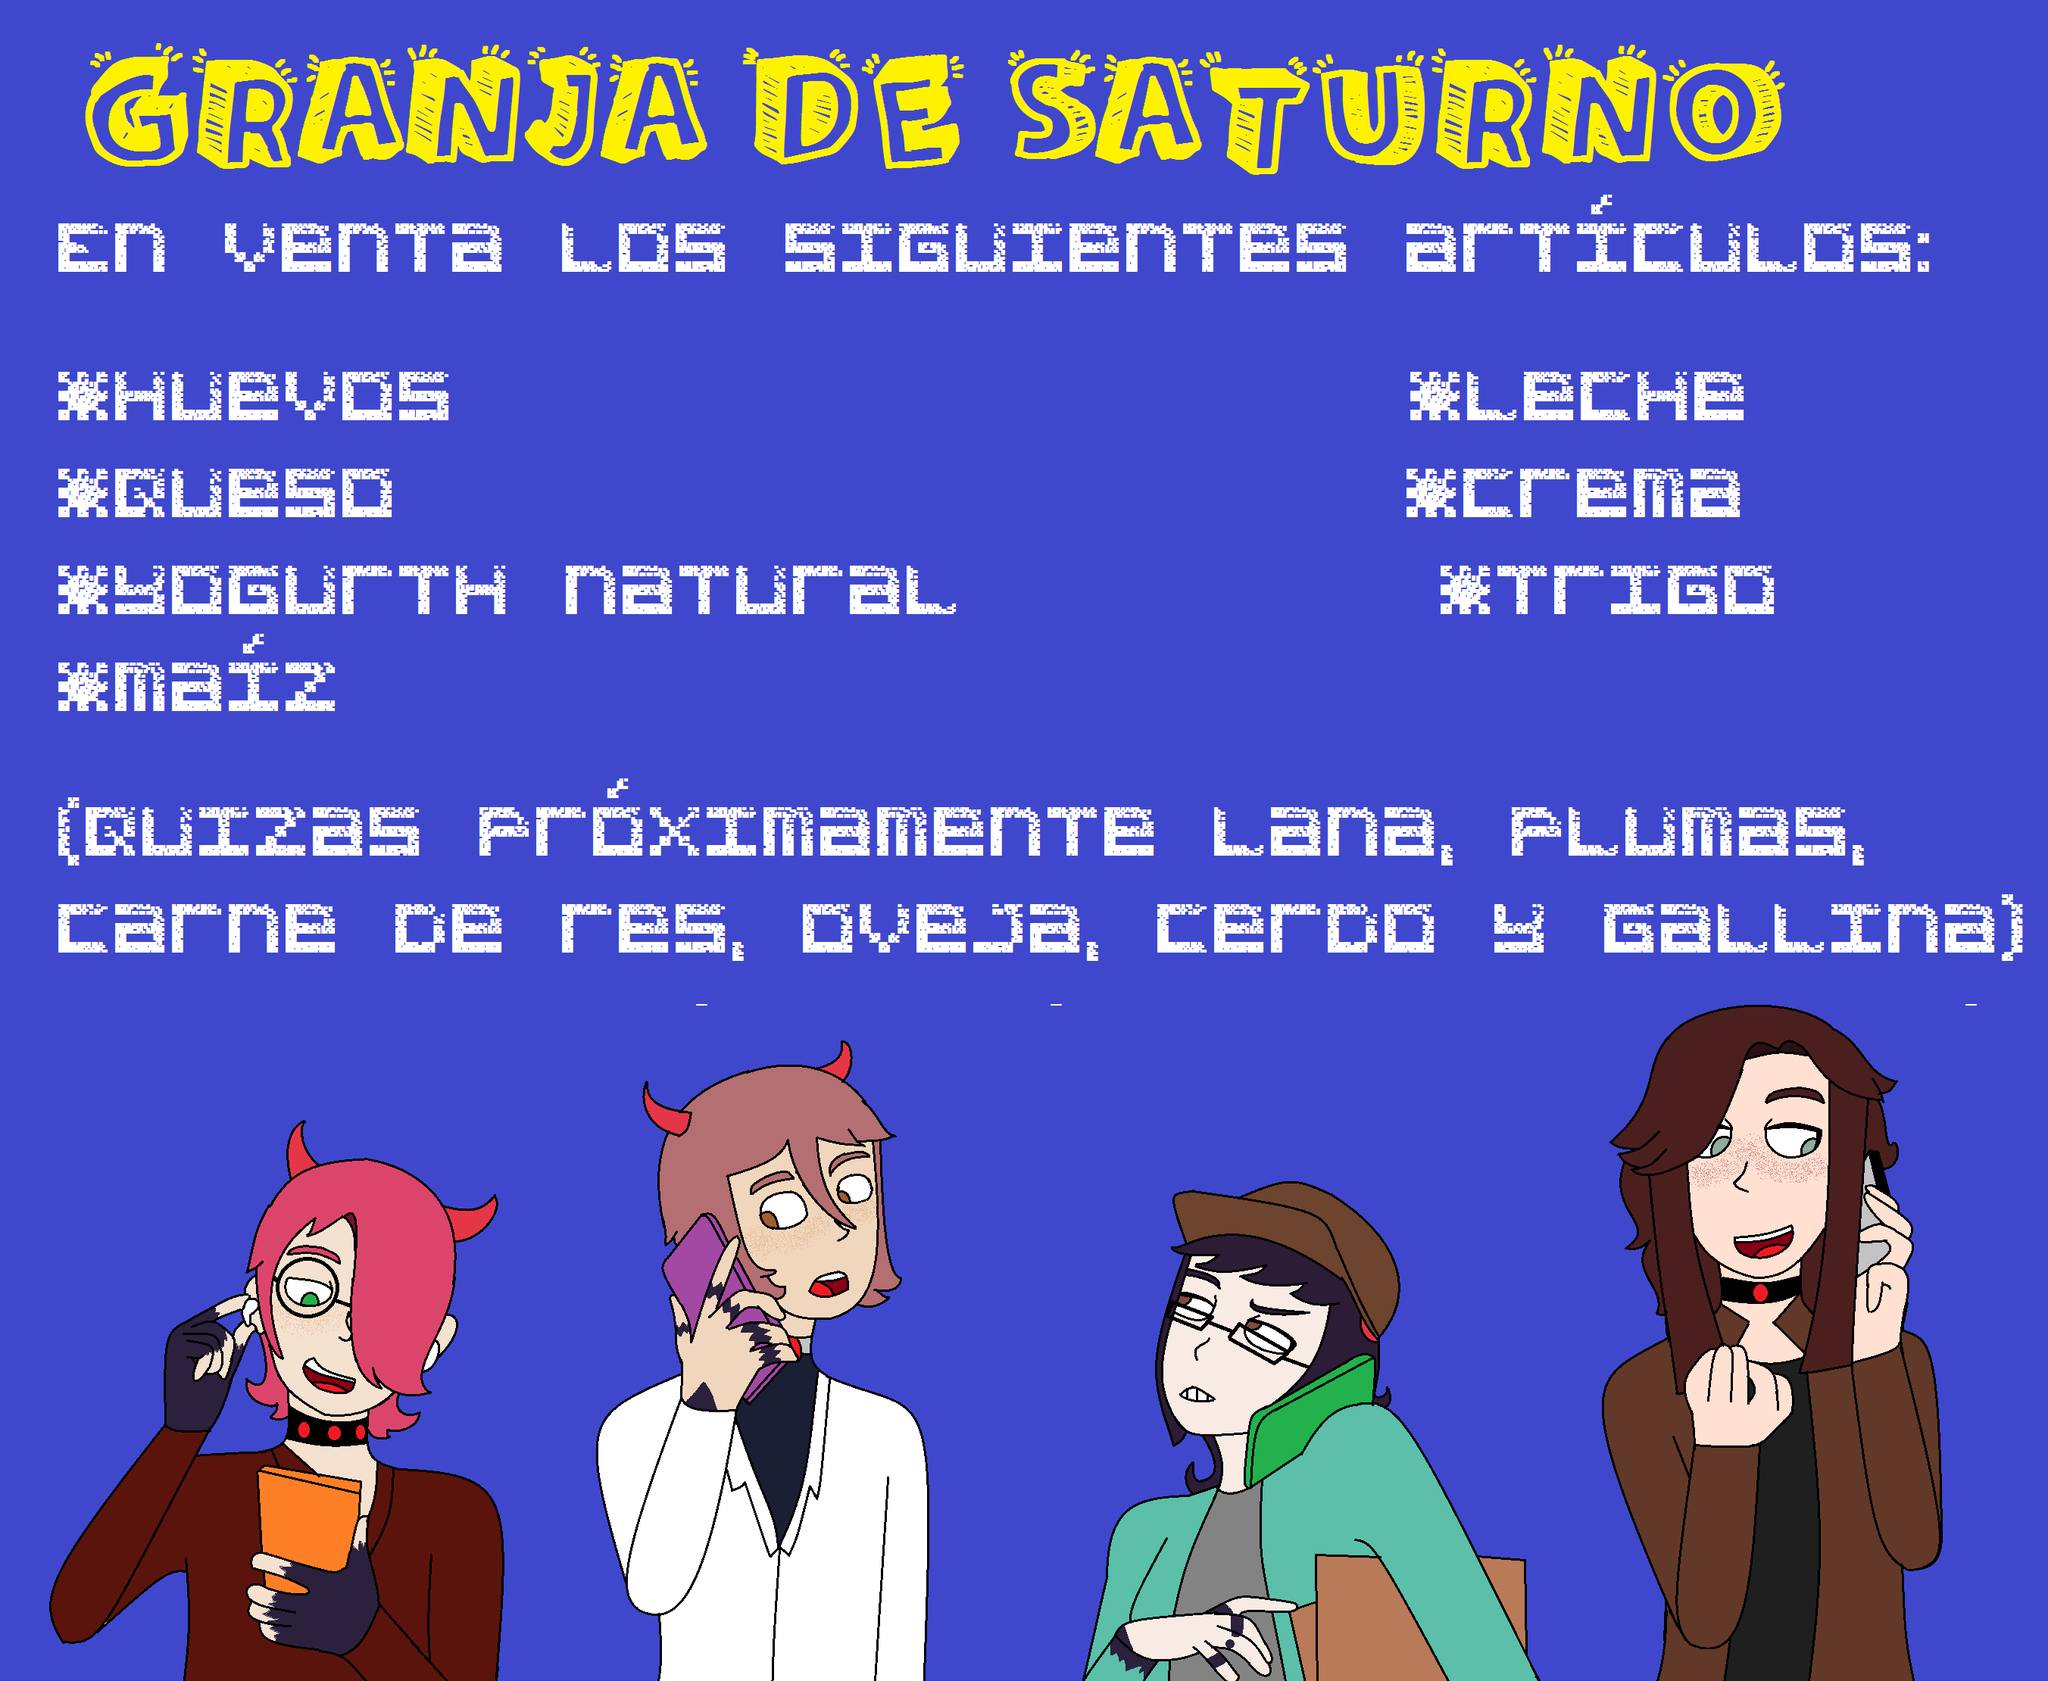 GRANJA DE SATURNO
En venta los siguientes artículos:
#Huevos #Leche
#Queso #Crema
#Yogurth natural #Trigo
#Maíz
(Quizas próximamente lana, plumas,
carne de res, oveja, cerdo y gallina)